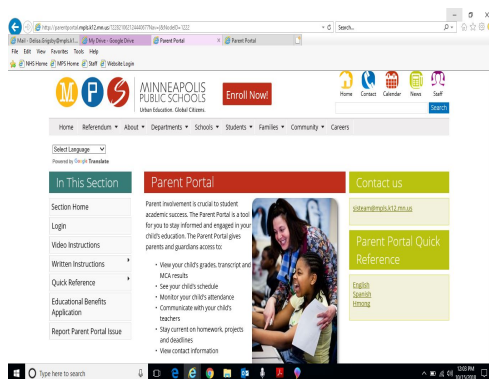 http://parentportal.mpls.k12.mn.us/
Search...
My Drive - Google Drive
Parent Portal
Parent Portal
File Edit View Favorites Tools Help
NHS Home MPS Home Staff Website Login
MPS
MINNEAPOLIS
PUBLIC SCHOOLS
Urban Education. Global Citizens.
Enroll Now!
Home Contact Calendar News Staff
Search
Home Referendum About Departments Schools Students Families Community Careers
Select Language
Powered by Google Translate
In This Section
Section Home
Login
Video Instructions
Written Instructions
Quick Reference
Educational Benefits
Application
Report Parent Portal Issue
Parent Portal
Parent involvement is crucial to student
academic success. The Parent Portal is a tool
for you to stay informed and engaged in your
child's education. The Parent Portal gives
parents and guardians access to:
• View your child's grades, transcript and
MCA results
• See your child's schedule
• Monitor your child's attendance
• Communicate with your child's
teachers
• Stay current on homework, projects
and deadlines
• View contact information
Contact us
sisteam@mpls.k12.mn.us
Parent Portal Quick
Reference
English
Spanish
Hmong
Type here to search
12:03 PM
10/15/2018